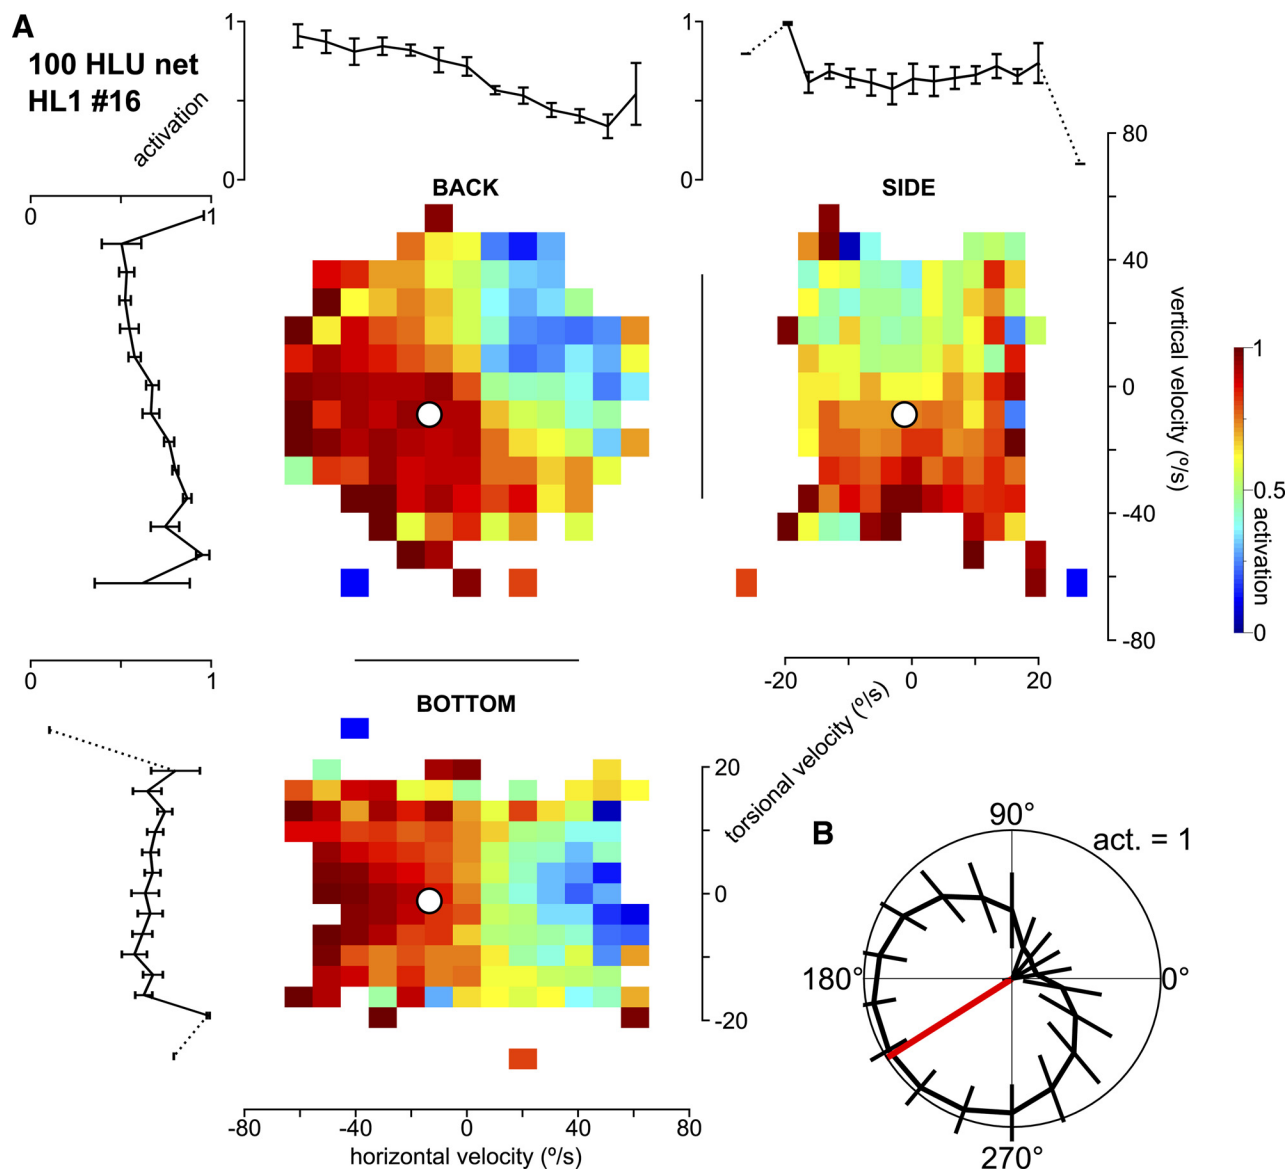 A
100 HLU net
HL1 #16
activation
1
0
1
0
BACK
SIDE
0
1
80
40
0
-40
-80
vertical velocity (º/s)
1
0.5
0
activation
0
1
BOTTOM
-20
0
20
torsional velocity (º/s)
20
0
-20
-80
-40
0
40
80
horizontal velocity (º/s)
B
90°
act. = 1
180°
0°
270°